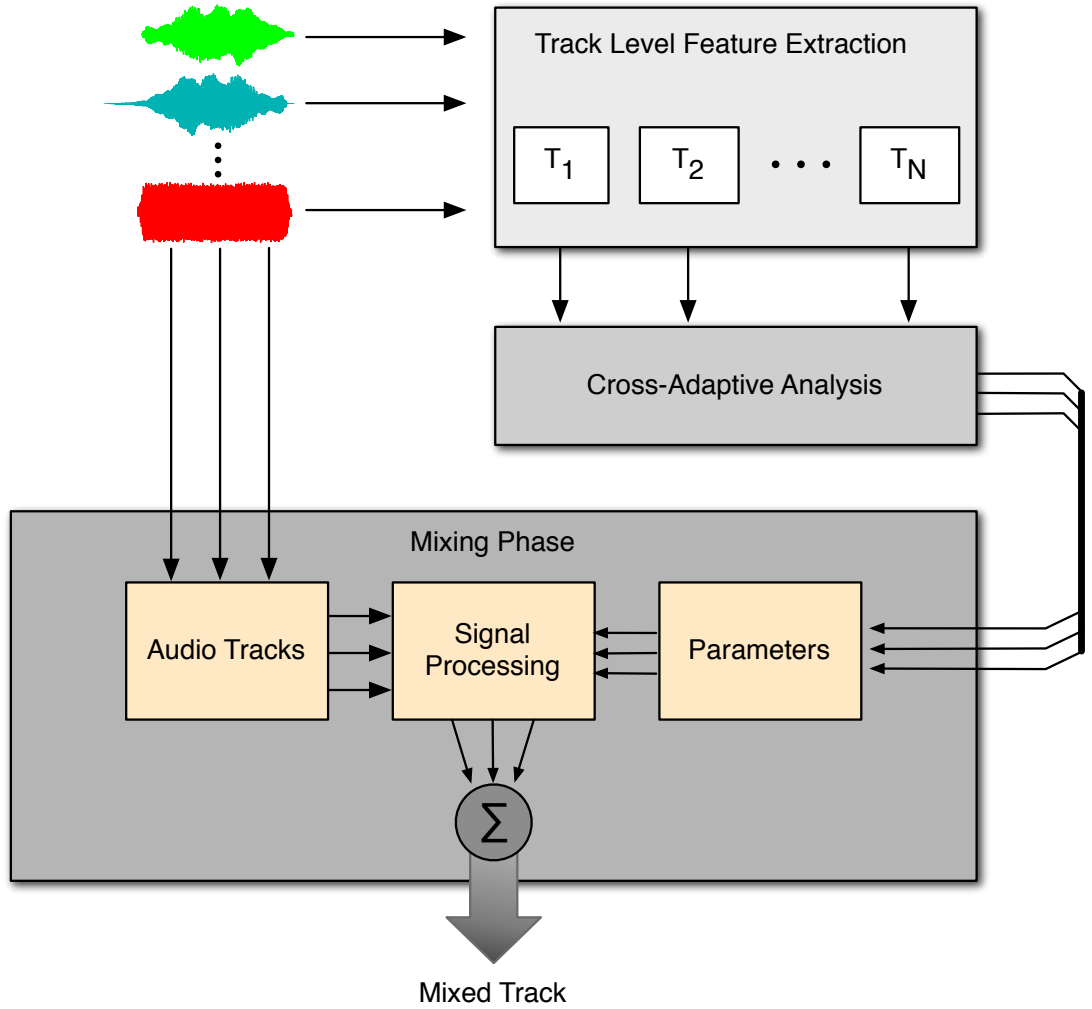 Track Level Feature Extraction
T1 T2 ... TN
Cross-Adaptive Analysis
Mixing Phase
Audio Tracks
Signal
Processing
Parameters
Σ
Mixed Track